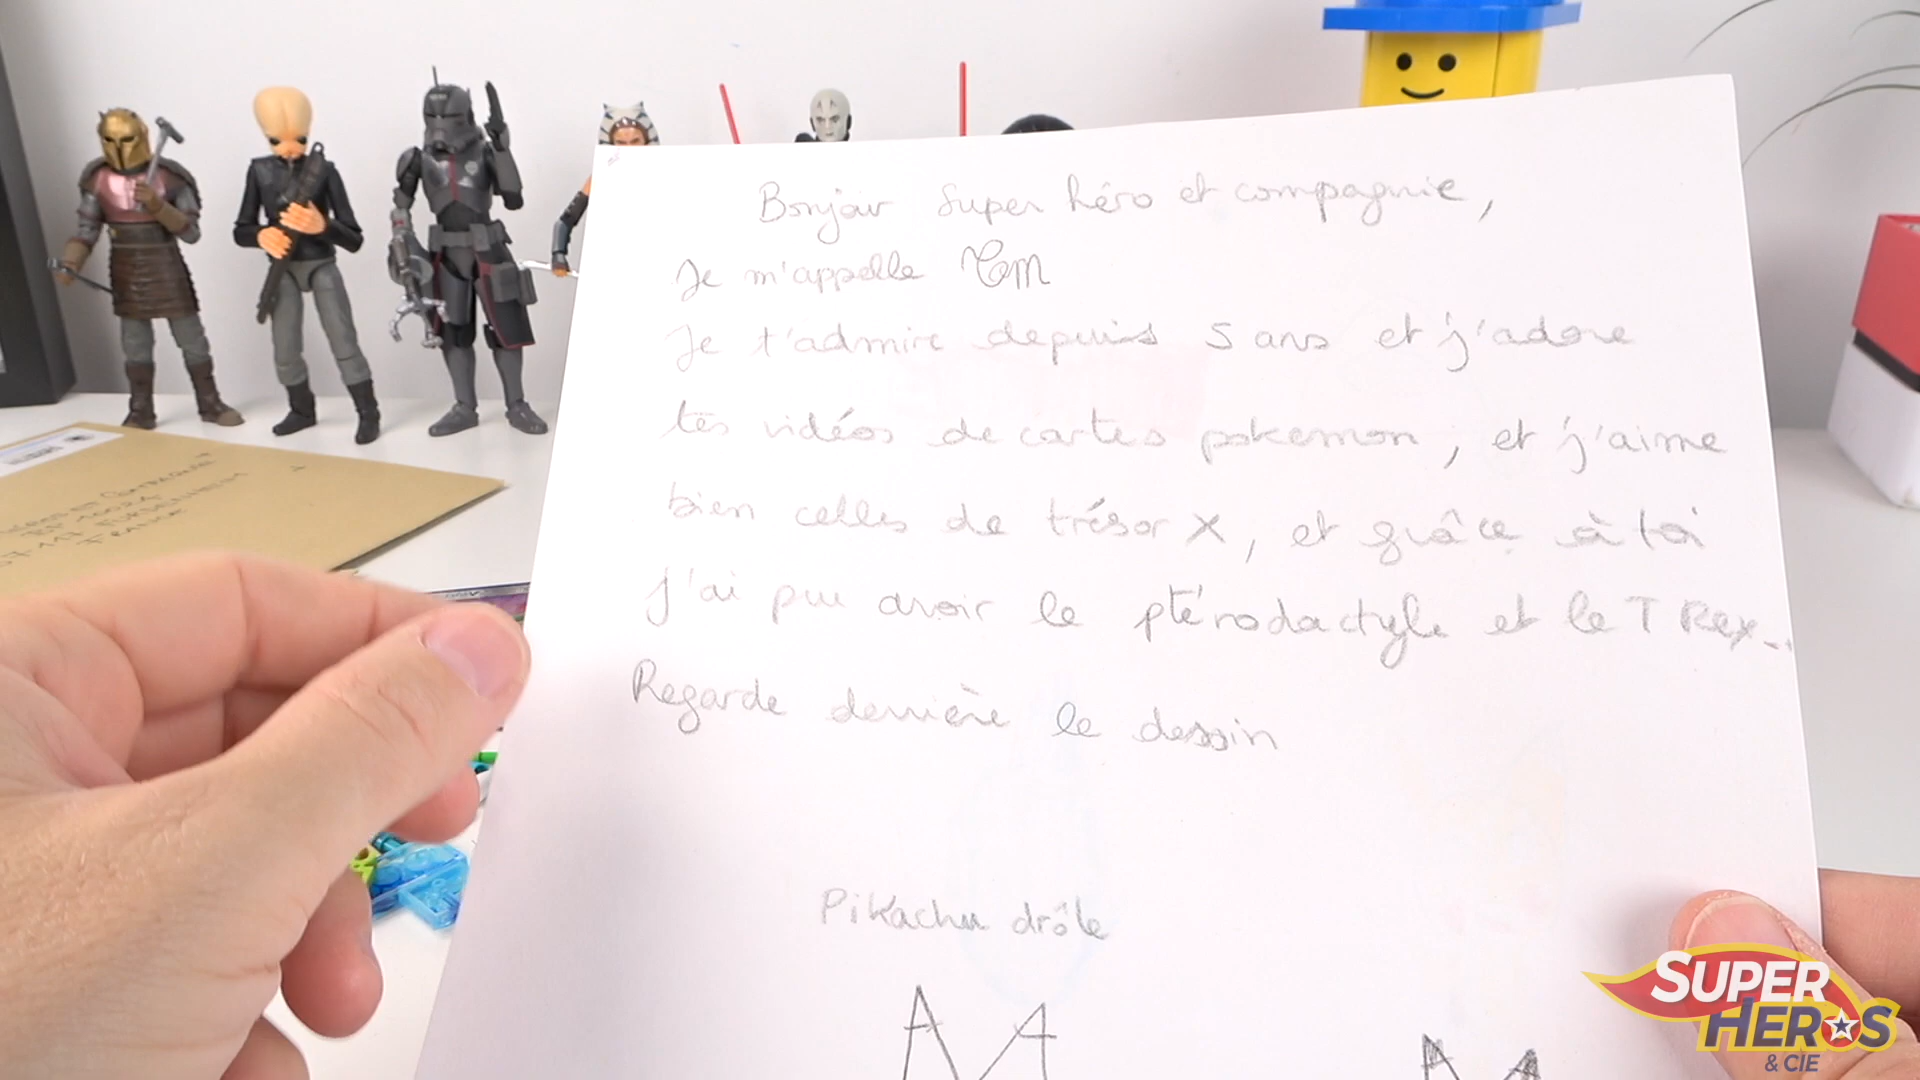 Bonjour Super héro et compagnie,
Je m'appelle Tom
Je t'admire depuis 5 ans et j'adore
tes vidéos de cartes pokemon, et j'aime
bien celles de trésor X, et grâce à toi
j'ai pu avoir le ptérodactyle et le T Rex...
Regarde derrière le dessin
Pikachu drôle
FRANCE
SUPER
HEROS
& CIE